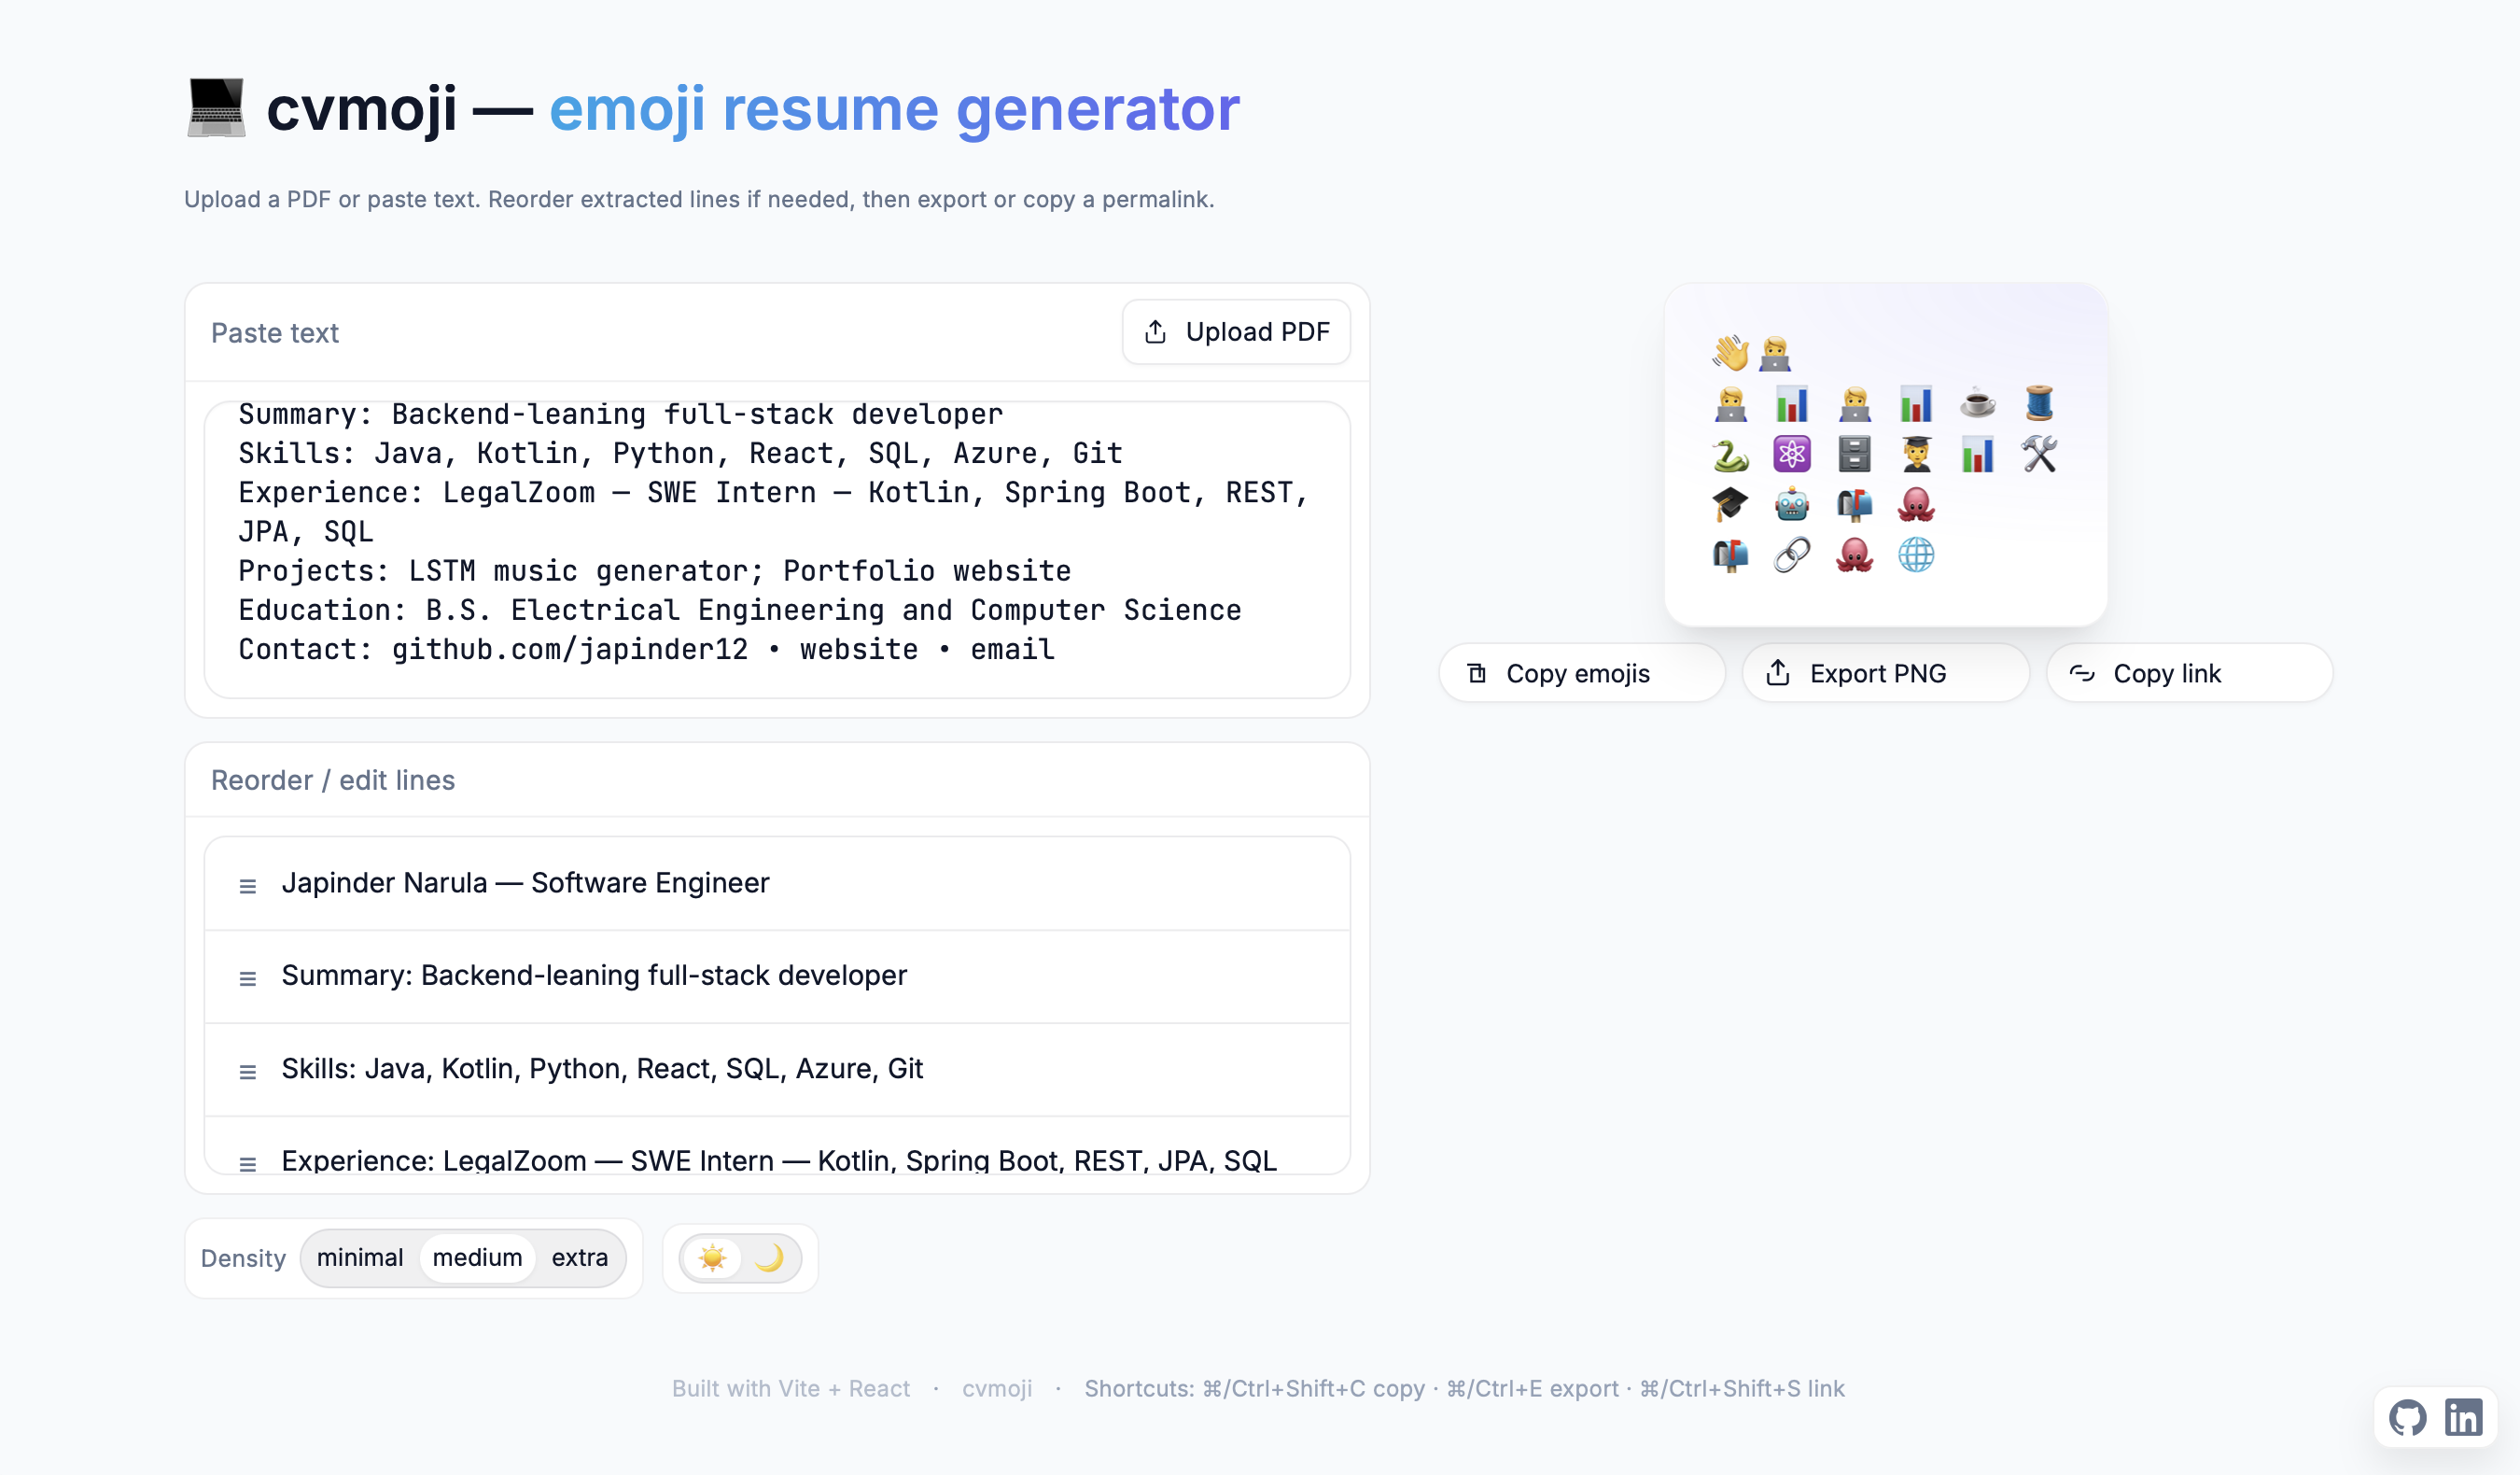 💻 cvmoji — emoji resume generator
Upload a PDF or paste text. Reorder extracted lines if needed, then export or copy a permalink.
Paste text
Upload PDF
Summary: Backend-leaning full-stack developer
Skills: Java, Kotlin, Python, React, SQL, Azure, Git
Experience: LegalZoom — SWE Intern — Kotlin, Spring Boot, REST,
JPA, SQL
Projects: LSTM music generator; Portfolio website
Education: B.S. Electrical Engineering and Computer Science
Contact: github.com/japinder12 • website • email
Copy emojis
Export PNG
Copy link
Reorder / edit lines
Japinder Narula — Software Engineer
Summary: Backend-leaning full-stack developer
Skills: Java, Kotlin, Python, React, SQL, Azure, Git
Experience: LegalZoom — SWE Intern — Kotlin, Spring Boot, REST, JPA, SQL
Density minimal medium extra
Built with Vite + React · cvmoji · Shortcuts: ⌘/Ctrl+Shift+C copy · ⌘/Ctrl+E export · ⌘/Ctrl+Shift+S link
in